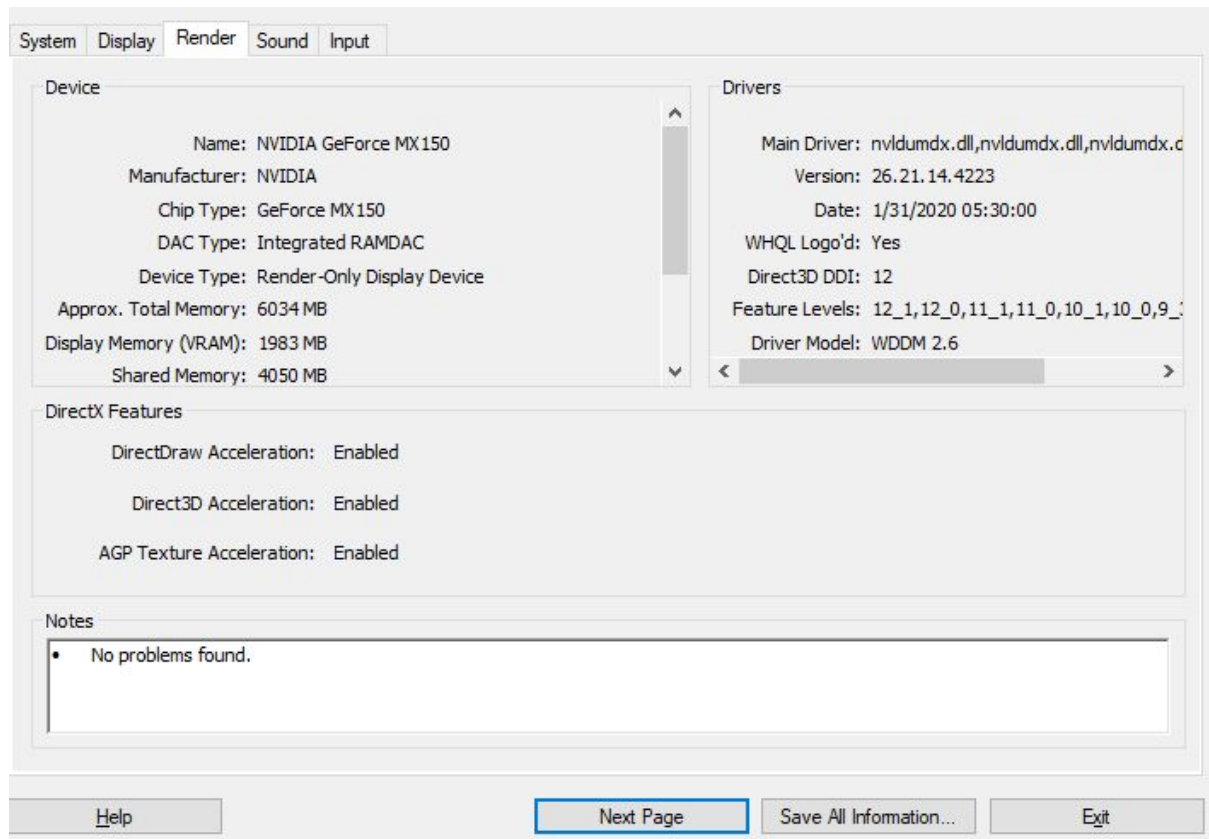 System Display Render Sound Input
Device
Name: NVIDIA GeForce MX150
Manufacturer: NVIDIA
Chip Type: GeForce MX150
DAC Type: Integrated RAMDAC
Device Type: Render-Only Display Device
Approx. Total Memory: 6034 MB
Display Memory (VRAM): 1983 MB
Shared Memory: 4050 MB
Drivers
Main Driver: nvldumdx.dll,nvldumdx.dll,nvldumdx.d
Version: 26.21.14.4223
Date: 1/31/2020 05:30:00
WHQL Logo'd: Yes
Direct3D DDI: 12
Feature Levels: 12_1,12_0,11_1,11_0,10_1,10_0,9_
Driver Model: WDDM 2.6
DirectX Features
DirectDraw Acceleration: Enabled
Direct3D Acceleration: Enabled
AGP Texture Acceleration: Enabled
Notes
• No problems found.
Help Next Page Save All Information... Exit